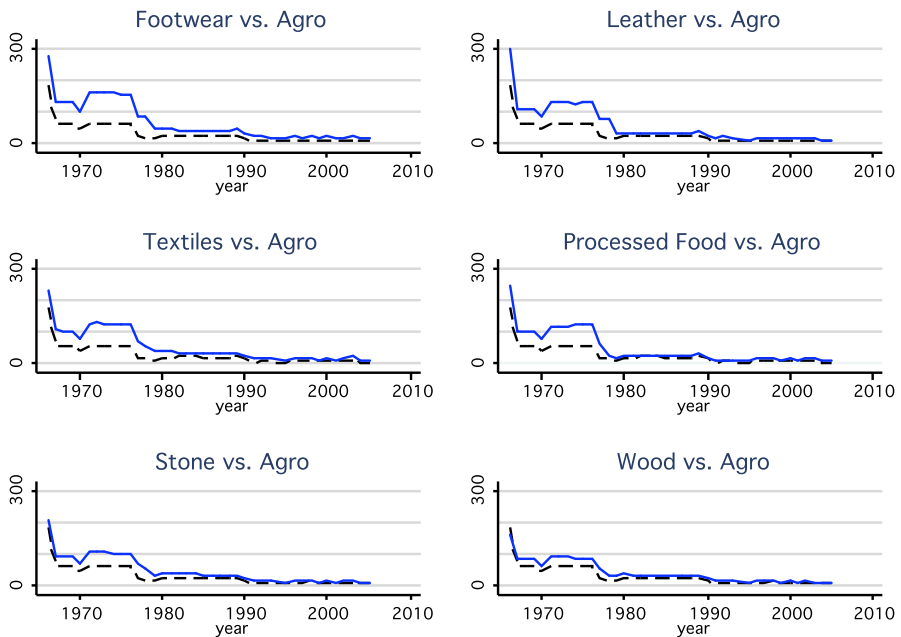 Footwear vs. Agro
300
0
1970 1980 1990 2000 2010
year
Leather vs. Agro
300
0
1970 1980 1990 2000 2010
year
Textiles vs. Agro
300
0
1970 1980 1990 2000 2010
year
Processed Food vs. Agro
300
0
1970 1980 1990 2000 2010
year
Stone vs. Agro
300
0
1970 1980 1990 2000 2010
year
Wood vs. Agro
300
0
1970 1980 1990 2000 2010
year